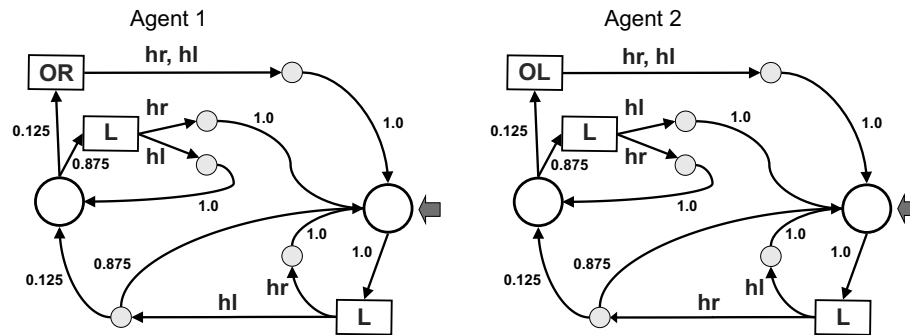 Agent 1 Agent 2
hr, hl hr, hl
OR OL
hr hl
0.125 L 1.0 1.0 0.125 L 1.0 1.0
hl hr
0.875 0.875
1.0 1.0
1.0 1.0
0.875 1.0 0.875 1.0
0.125 hr 0.125 hl
hl L hr L